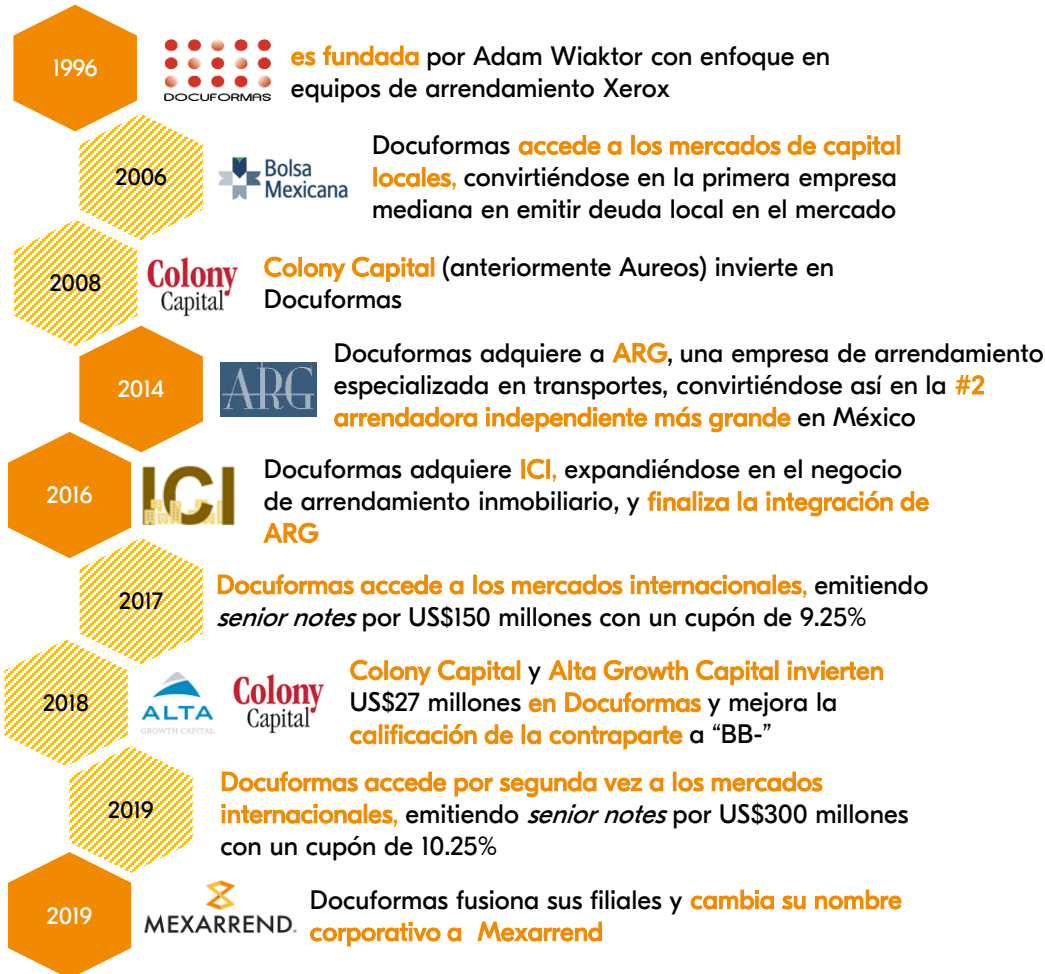 1996
DOCUFORMAS
es fundada por Adam Wiaktor con enfoque en
equipos de arrendamiento Xerox
2006
Bolsa
Mexicana
Docuformas accede a los mercados de capital
locales, convirtiéndose en la primera empresa
mediana en emitir deuda local en el mercado
2008
Colony
Capital
Colony Capital (anteriormente Aureos) invierte en
Docuformas
2014
ARG
Docuformas adquiere a ARG, una empresa de arrendamiento
especializada en transportes, convirtiéndose así en la #2
arrendadora independiente más grande en México
2016
ICI
Docuformas adquiere ICI, expandiéndose en el negocio
de arrendamiento inmobiliario, y finaliza la integración de
ARG
2017
Docuformas accede a los mercados internacionales, emitiendo
senior notes por US$150 millones con un cupón de 9.25%
2018
ALTA
GROWTH CAPITAL
Colony
Capital
Colony Capital y Alta Growth Capital invierten
US$27 millones en Docuformas y mejora la
calificación de la contraparte a “BB-”
2019
Docuformas accede por segunda vez a los mercados
internacionales, emitiendo senior notes por US$300 millones
con un cupón de 10.25%
2019
MEXARREND.
Docuformas fusiona sus filiales y cambia su nombre
corporativo a Mexarrend